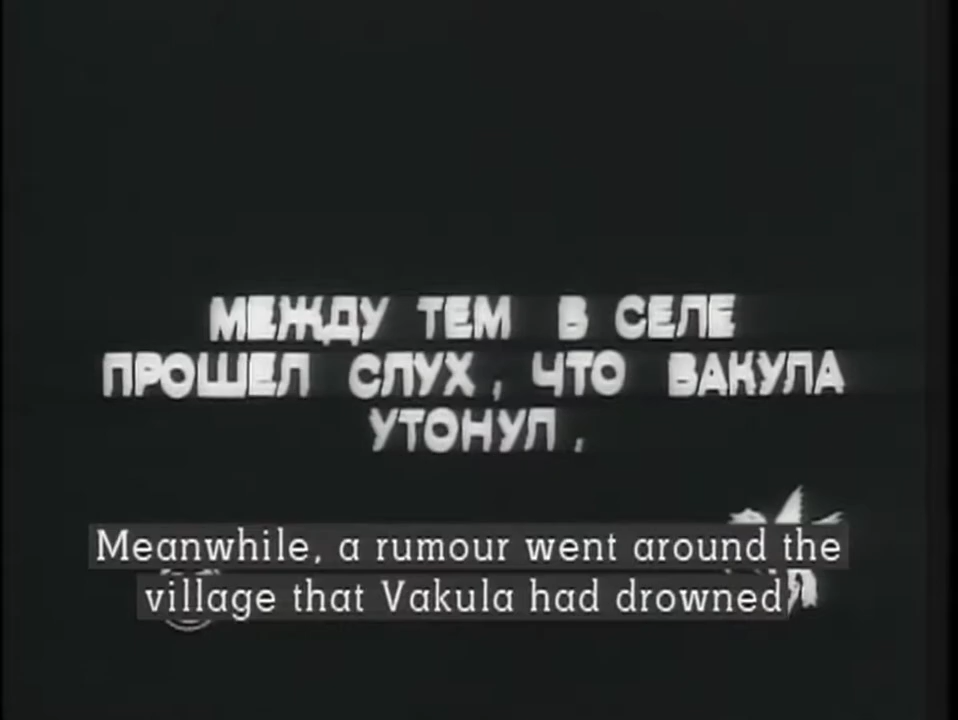 МЕЖДУ ТЕМ В СЕЛЕ
ПРОШЕЛ СЛУХ, ЧТО ВАКУЛА
УТОНУЛ.
Meanwhile, a rumour went around the
village that Vakula had drowned